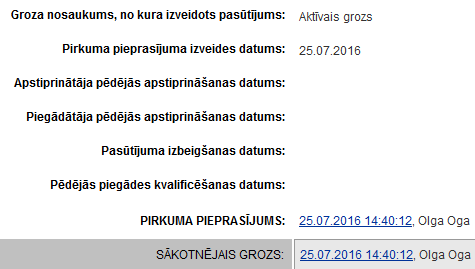 Groza nosaukums, no kura izveidots pasūtījums: Aktīvais grozs
Pirkuma pieprasījuma izveides datums: 25.07.2016
Apstiprinātāja pēdējās apstiprināšanas datums:
Piegādātāja pēdējās apstiprināšanas datums:
Pasūtījuma izbeigšanas datums:
Pēdējās piegādes kvalificēšanas datums:
PIRKUMA PIEPRASĪJUMS: 25.07.2016 14:40:12, Olga Oga
SĀKOTNĒJAIS GROZS: 25.07.2016 14:40:12, Olga Oga